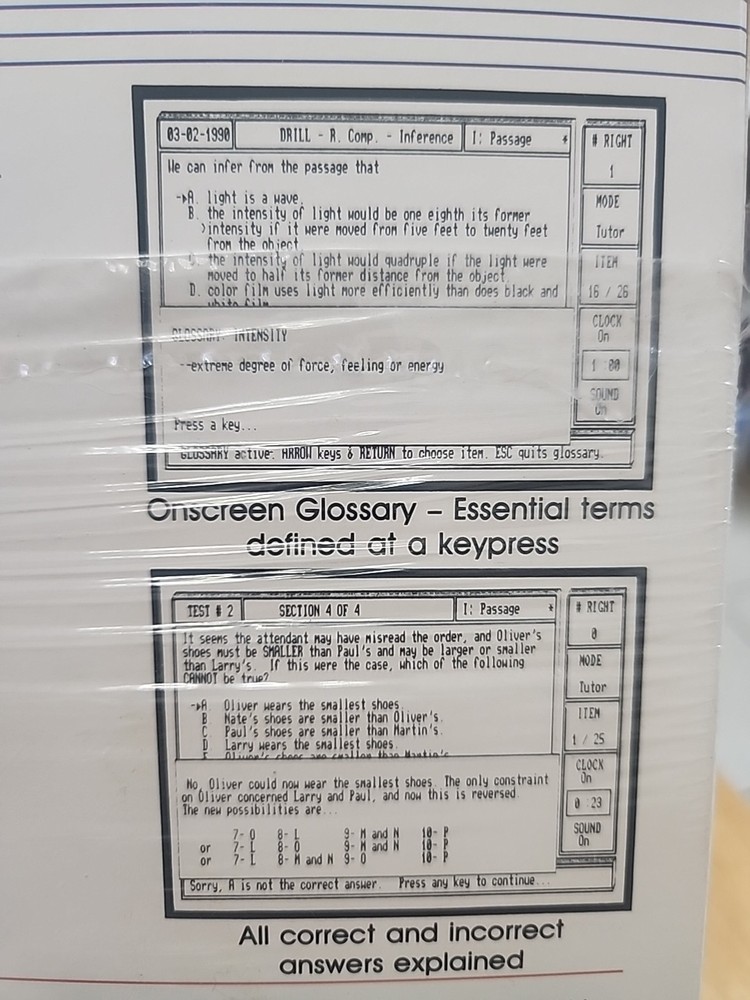 03-02-1990 DRILL - R. Comp. - Inference I: Passage *
We can infer from the passage that
->A. light is a wave.
B. the intensity of light would be one eighth its former
>intensity if it were moved from five feet to twenty feet
from the object
the intensity of light would quadruple if the light were
moved to half its former distance from the object.
D. color film uses light more efficiently than does black and
white film
GLOSSARY: INTENSITY
--extreme degree of force, feeling or energy
Press a key...
GLOSSARY active: ARROW keys & RETURN to choose item. ESC quits glossary.
# RIGHT
1
MODE
Tutor
ITEM
16 / 26
CLOCK
On
1 00
SOUND
On
Onscreen Glossary – Essential terms
defined at a keypress
TEST # 2 SECTION 4 OF 4 I: Passage *
It seems the attendant may have misread the order, and Oliver's
shoes must be SMALLER than Paul's and may be larger or smaller
than Larry's. If this were the case, which of the following
CANNOT be true?
->A Oliver wears the smallest shoes.
B Nate's shoes are smaller than Oliver's.
C Paul's shoes are smaller than Martin's.
D Larry wears the smallest shoes.
E Oliver's shoes are smaller than Martin's
No, Oliver could now wear the smallest shoes. The only constraint
on Oliver concerned Larry and Paul, and now this is reversed.
The new possibilities are...
7- O 8- L 9- M and N 10- P
or 7- L 8- O 9- M and N 10- P
or 7- L 8- M and N 9- O 10- P
Sorry, A is not the correct answer. Press any key to continue...
# RIGHT
0
MODE
Tutor
ITEM
1 / 25
CLOCK
On
0 23
SOUND
On
All correct and incorrect
answers explained